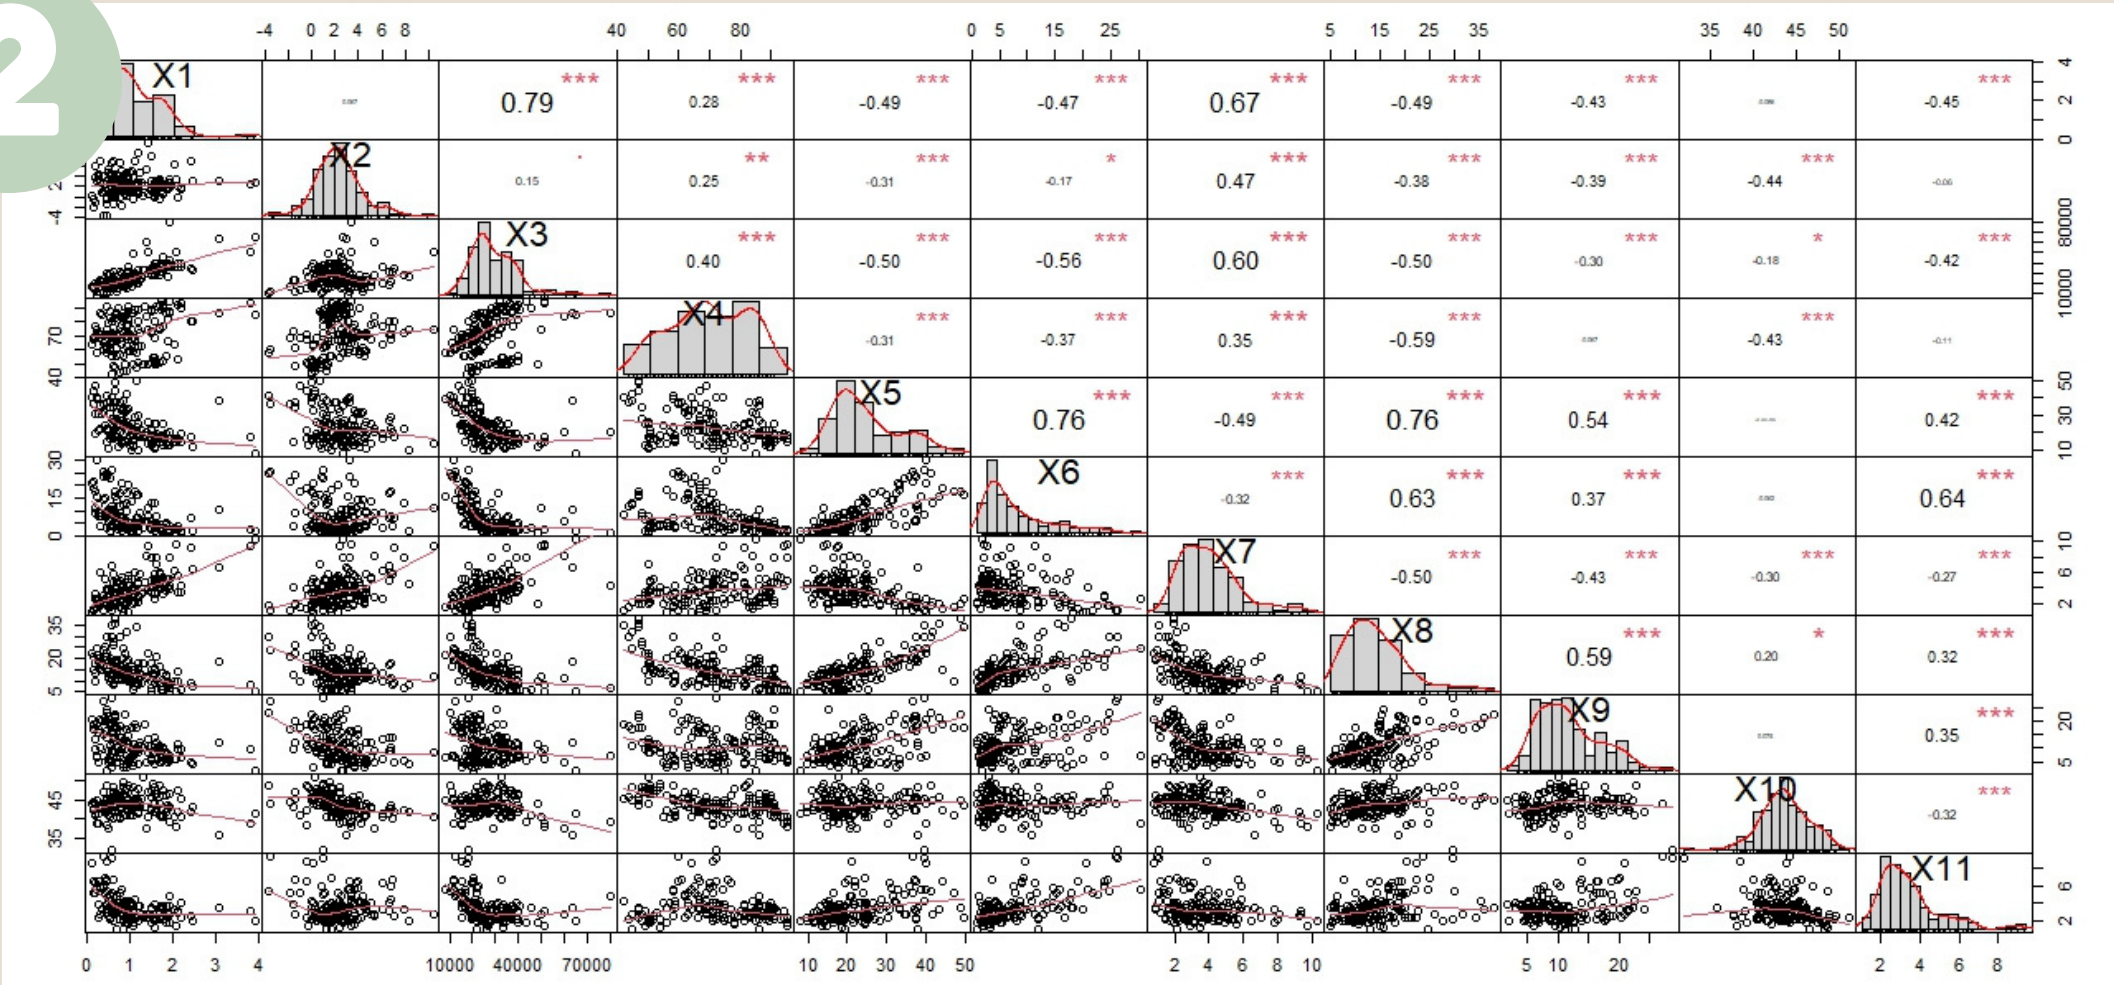 2
-4 0 2 4 6 8 40 60 80 0 5 15 25 5 15 25 35 35 40 45 50
X1 0.79 *** 0.28 *** -0.49 *** -0.47 *** 0.67 *** -0.49 *** -0.43 *** -0.45 *** 4 2 0
2 -4 X2 0.15 . 0.25 ** -0.31 *** -0.17 * 0.47 *** -0.38 *** -0.39 *** -0.44 *** -0.06
X3 0.40 *** -0.50 *** -0.56 *** 0.60 *** -0.50 *** -0.30 *** -0.18 * -0.42 *** 80000 10000
70 40 X4 -0.31 *** -0.37 *** 0.35 *** -0.59 *** -0.43 *** -0.11
X5 0.76 *** -0.49 *** 0.76 *** 0.54 *** 0.42 *** 50 30 10
30 15 0 X6 -0.32 *** 0.63 *** 0.37 *** 0.64 ***
X7 -0.50 *** -0.43 *** -0.30 *** -0.27 *** 10 6 2
35 20 5 X8 0.59 *** 0.20 * 0.32 ***
X9 0.35 *** 20 5
45 35 X10 -0.32 ***
X11 6 2
0 1 2 3 4 10000 40000 70000 10 20 30 40 50 2 4 6 8 10 5 10 20 2 4 6 8